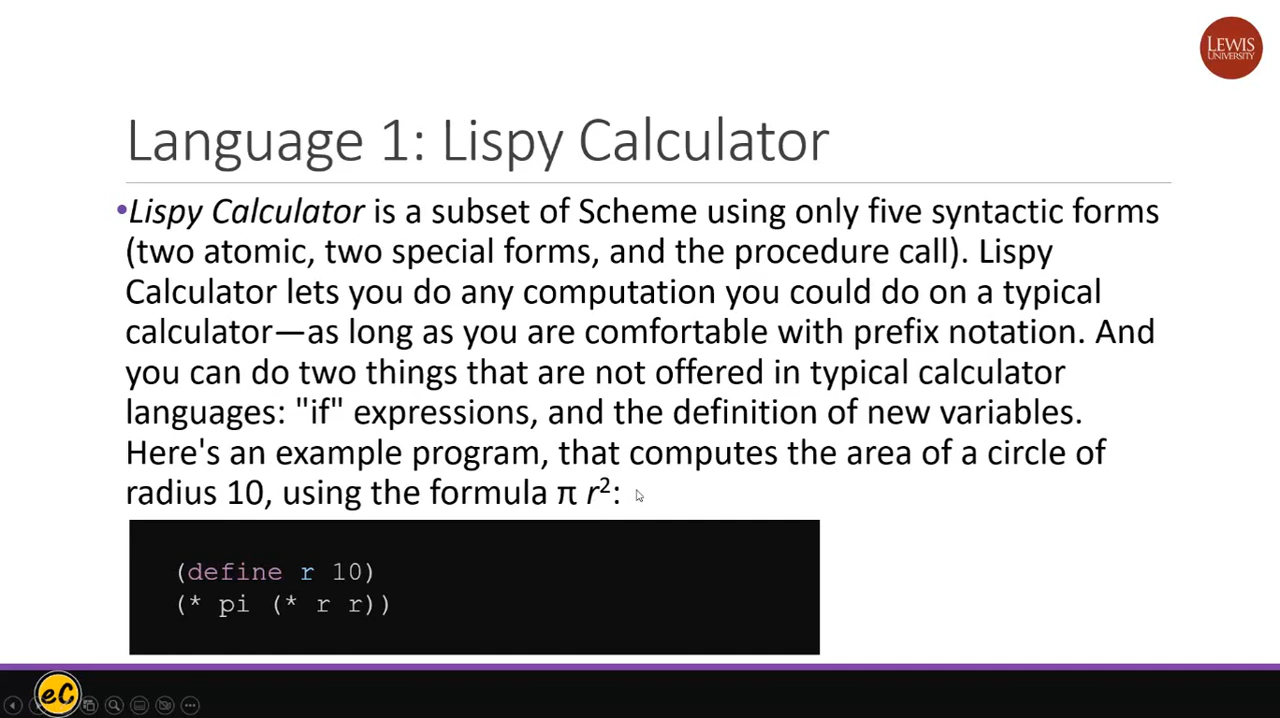 LEWIS
UNIVERSITY
Language 1: Lispy Calculator
•Lispy Calculator is a subset of Scheme using only five syntactic forms
(two atomic, two special forms, and the procedure call). Lispy
Calculator lets you do any computation you could do on a typical
calculator—as long as you are comfortable with prefix notation. And
you can do two things that are not offered in typical calculator
languages: "if" expressions, and the definition of new variables.
Here's an example program, that computes the area of a circle of
radius 10, using the formula π r²:
(define r 10)
(* pi (* r r))
eC